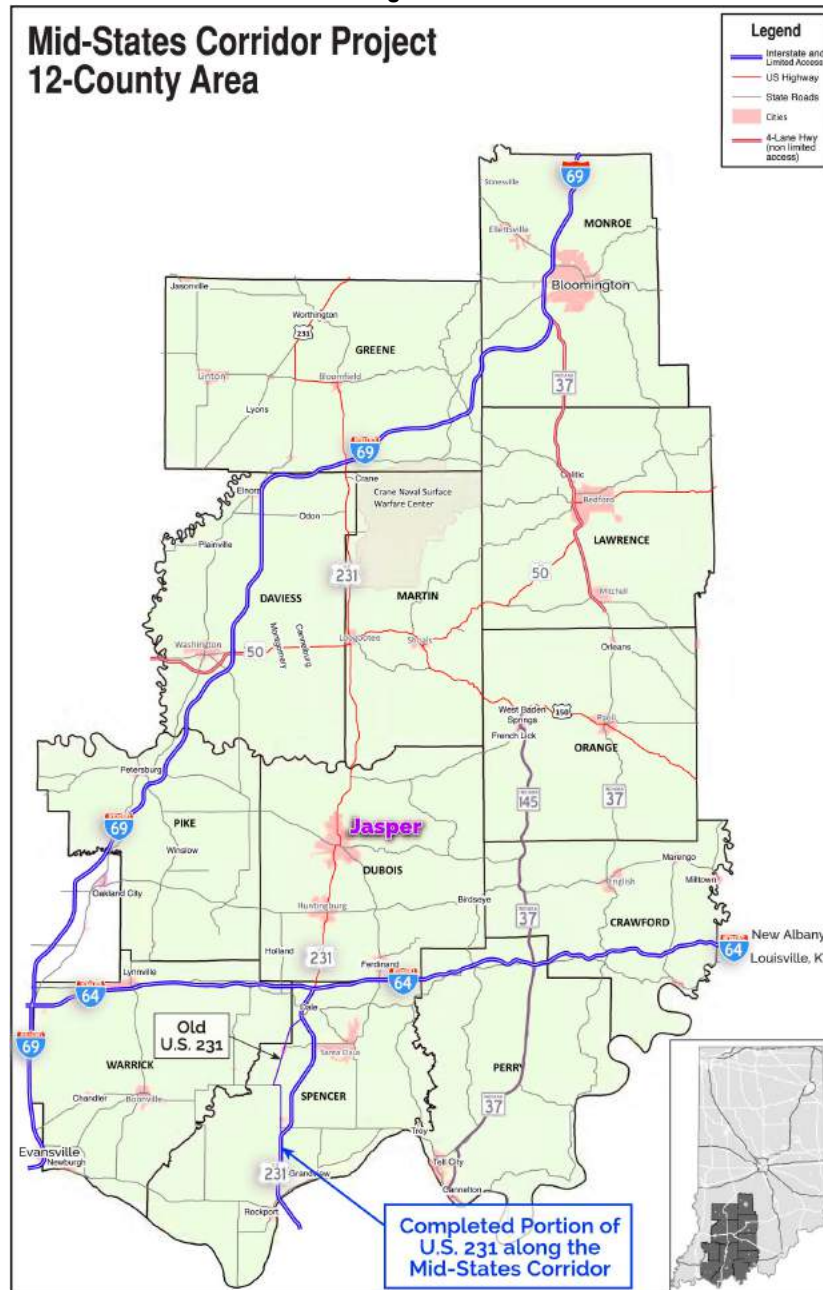 Mid-States Corridor Project
12-County Area
Legend
Interstate and
Limited Access
US Highway
State Roads
Cities
4-Lane Hwy
(non limited
access)
69
Stinesville
MONROE
Ellettsville
Bloomington
Jasonville
Worthington
231
GREENE
Linton
Bloomfield
INDIANA
37
Lyons
69
Crane
Crane Naval Surface
Warfare Center
Oolitic
Bedford
Elnora
Odon
LAWRENCE
Plainville
231
50
DAVIESS
MARTIN
Mitchell
Washington
50
Montgomery
Cannelburg
Loogootee
Shoals
Orleans
West Baden
Springs
150
Paoli
French Lick
ORANGE
Petersburg
INDIANA
145
INDIANA
37
69
PIKE
Jasper
Winslow
DUBOIS
Marengo
Milltown
Oakland City
English
Huntingburg
Birdseye
INDIANA
37
CRAWFORD
Holland
231
New Albany
64
Louisville, K
Ferdinand
Lynnville
64
64
Dale
Old
U.S. 231
69
Santa Claus
WARRICK
PERRY
SPENCER
Chandler
Boonville
INDIANA
37
Troy
Evansville
Newburgh
Tell City
231
Grandview
Cannelton
Rockport
Completed Portion of
U.S. 231 along the
Mid-States Corridor